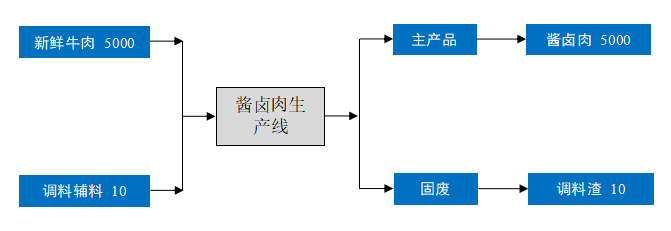 新鲜牛肉 5000
主产品
酱卤肉 5000
酱卤肉生
产线
调料辅料 10
固废
调料渣 10